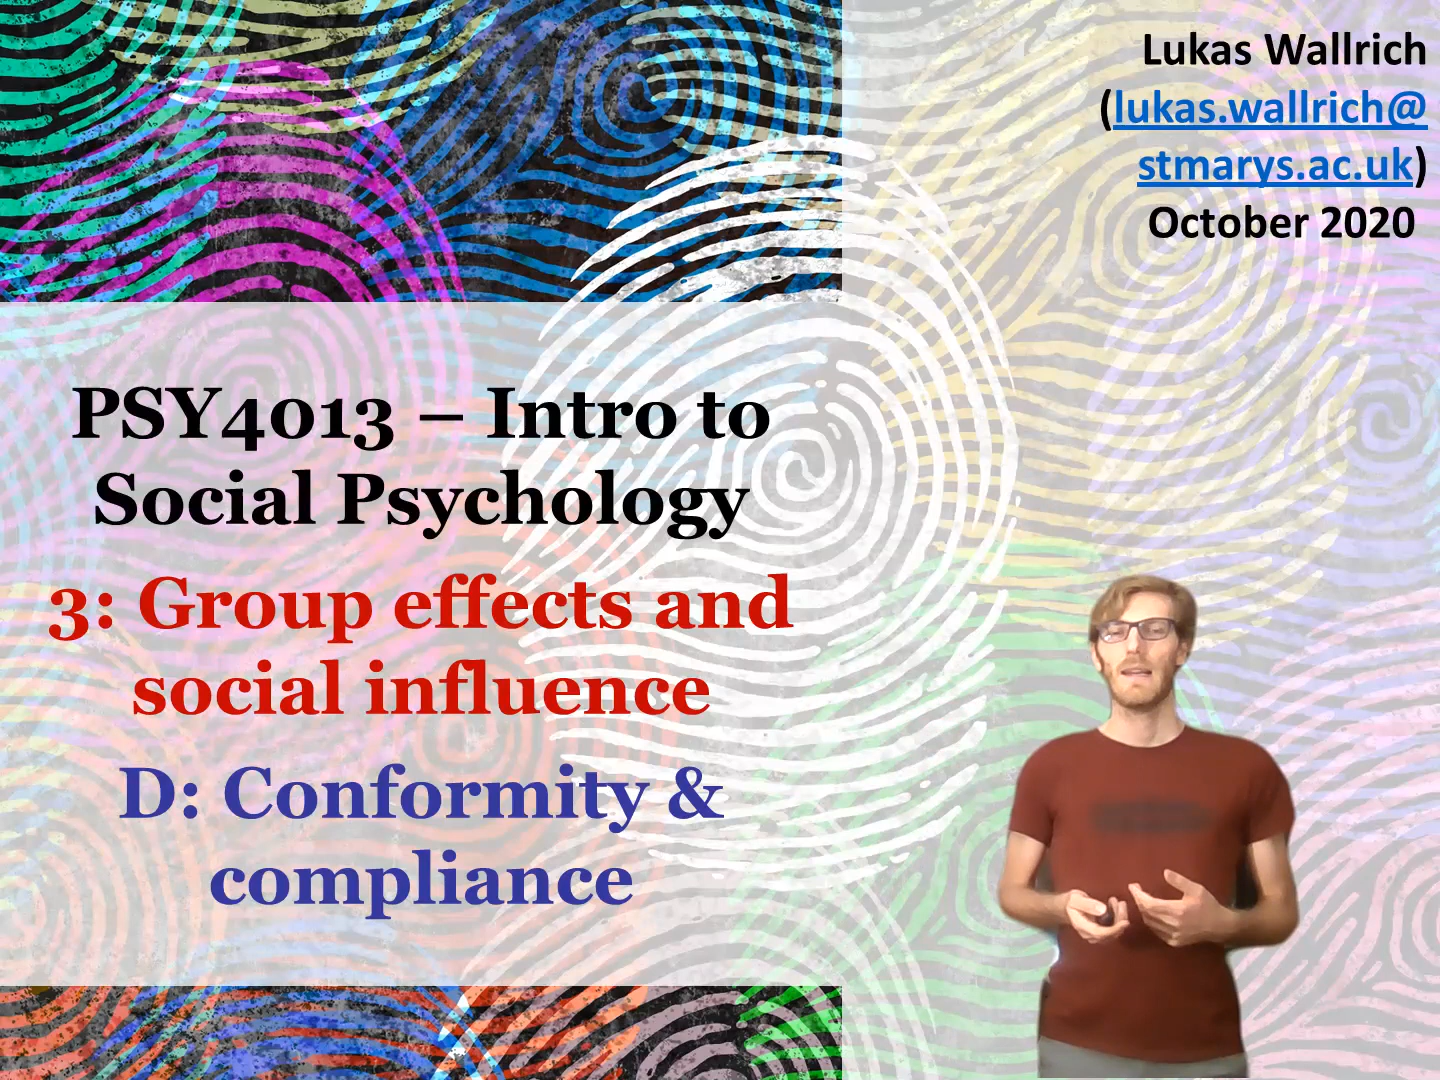 Lukas Wallrich
(lukas.wallrich@
stmarys.ac.uk)
October 2020
PSY4013 – Intro to
Social Psychology
3: Group effects and
social influence
D: Conformity &
compliance